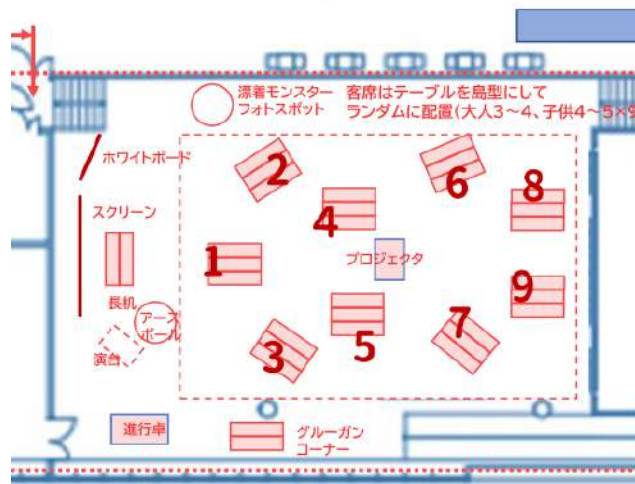 漂着モンスター
フォトスポット
客席はテーブルを島型にして
ランダムに配置(大人3～4、子供4～5×9
ホワイトボード
2
6
8
スクリーン
4
1
プロジェクタ
9
長机
アース
ボール
演台
3
5
7
進行卓
グルーガン
コーナー